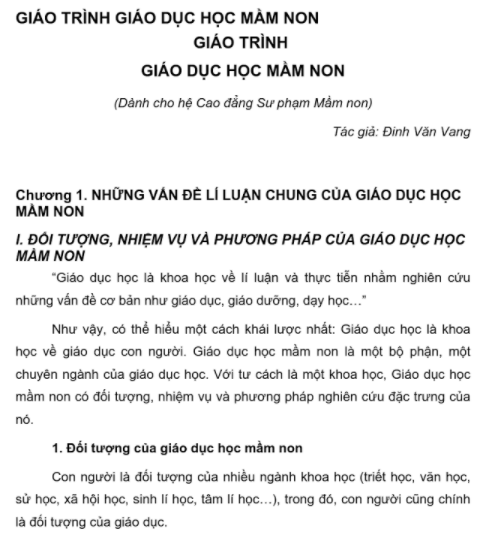 GIÁO TRÌNH GIÁO DỤC HỌC MẦM NON
GIÁO TRÌNH
GIÁO DỤC HỌC MẦM NON
(Dành cho hệ Cao đẳng Sư phạm Mầm non)
Tác giả: Đinh Văn Vang
Chương 1. NHỮNG VẤN ĐỀ LÍ LUẬN CHUNG CỦA GIÁO DỤC HỌC
MẦM NON
I. ĐỐI TƯỢNG, NHIỆM VỤ VÀ PHƯƠNG PHÁP CỦA GIÁO DỤC HỌC
MẦM NON
“Giáo dục học là khoa học về lí luận và thực tiễn nhằm nghiên cứu
những vấn đề cơ bản như giáo dục, giáo dưỡng, dạy học…”
Như vậy, có thể hiểu một cách khái lược nhất: Giáo dục học là khoa
học về giáo dục con người. Giáo dục học mầm non là một bộ phận, một
chuyên ngành của giáo dục học. Với tư cách là một khoa học, Giáo dục học
mầm non có đối tượng, nhiệm vụ và phương pháp nghiên cứu đặc trưng của
nó.
1. Đối tượng của giáo dục học mầm non
Con người là đối tượng của nhiều ngành khoa học (triết học, văn học,
sử học, xã hội học, sinh lí học, tâm lí học…), trong đó, con người cũng chính
là đối tượng của giáo dục.